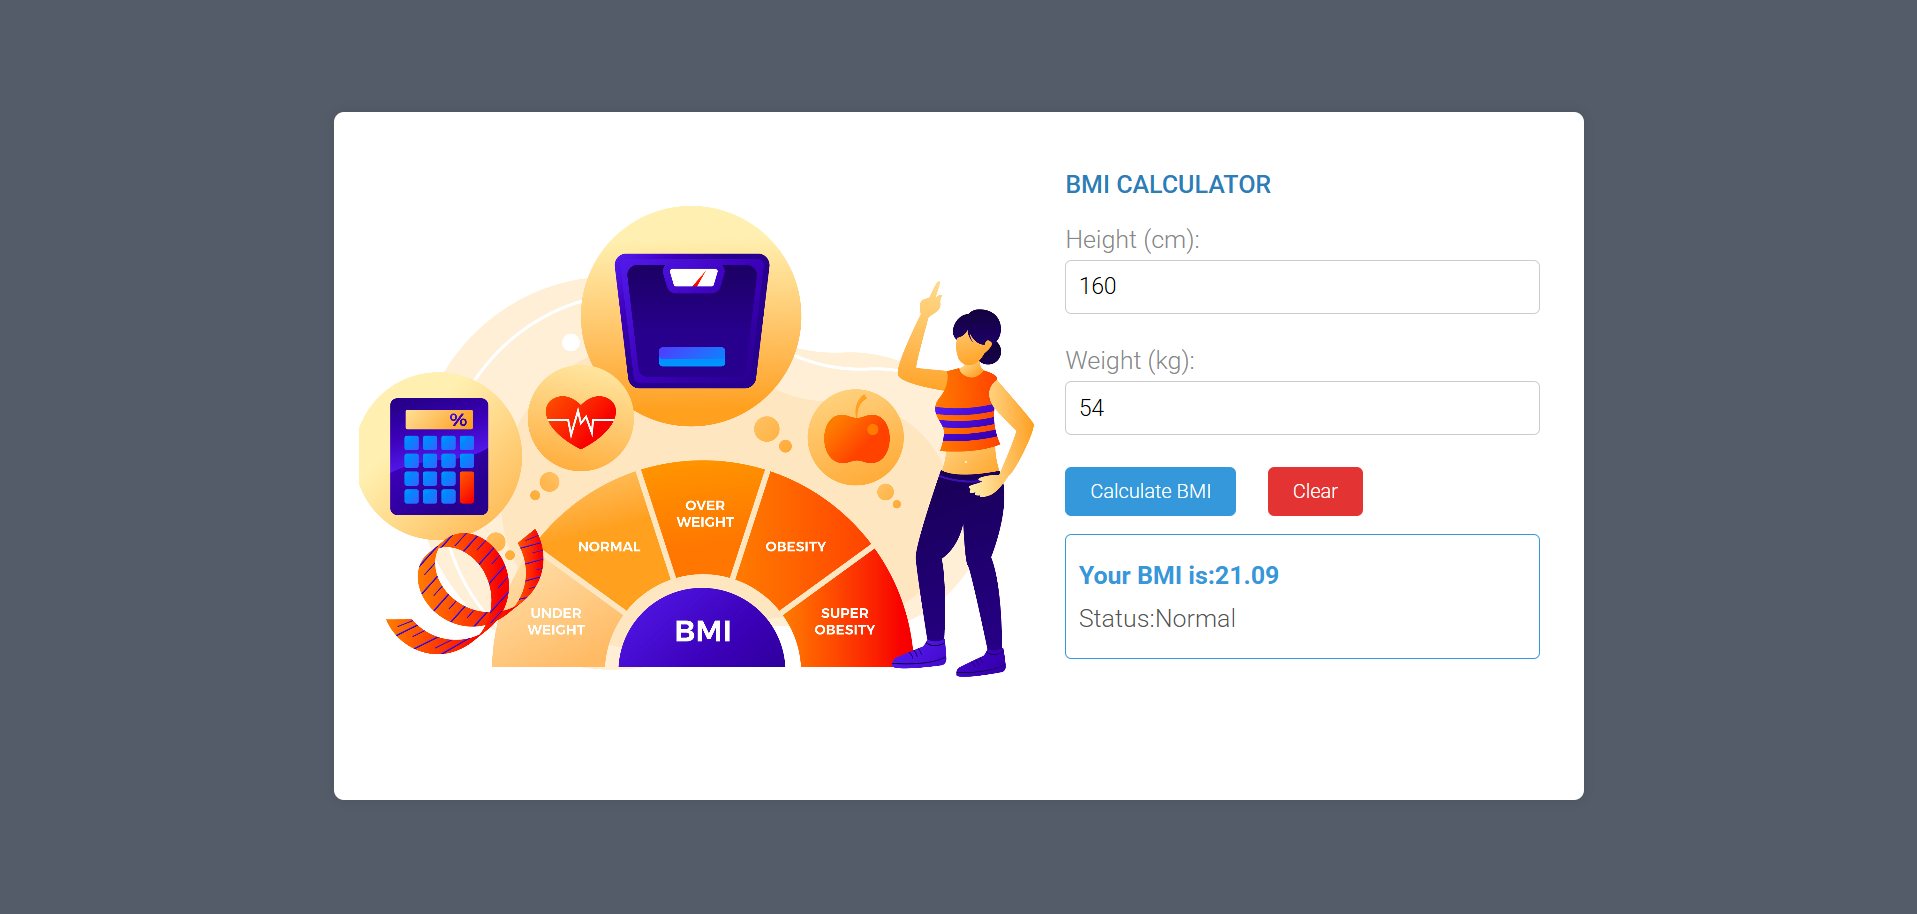 BMI CALCULATOR
Height (cm):
160
Weight (kg):
54
Calculate BMI
Clear
Your BMI is:21.09
Status:Normal
%
OVER
WEIGHT
NORMAL
OBESITY
UNDER
WEIGHT
BMI
SUPER
OBESITY